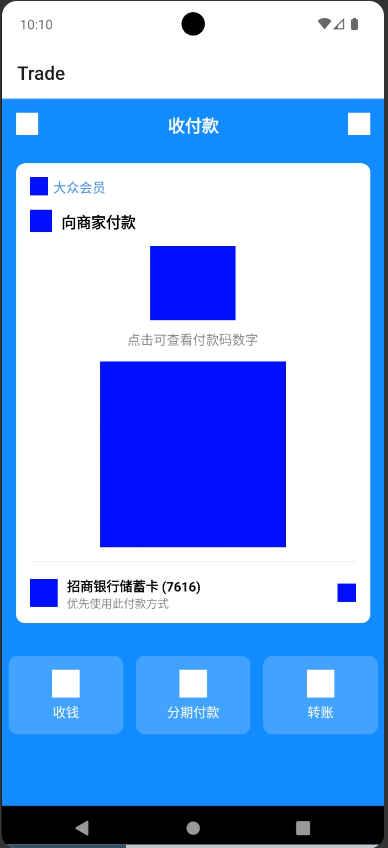 10:10
Trade
收付款
大众会员
向商家付款
点击可查看付款码数字
招商银行储蓄卡 (7616)
优先使用此付款方式
收钱 分期付款 转账